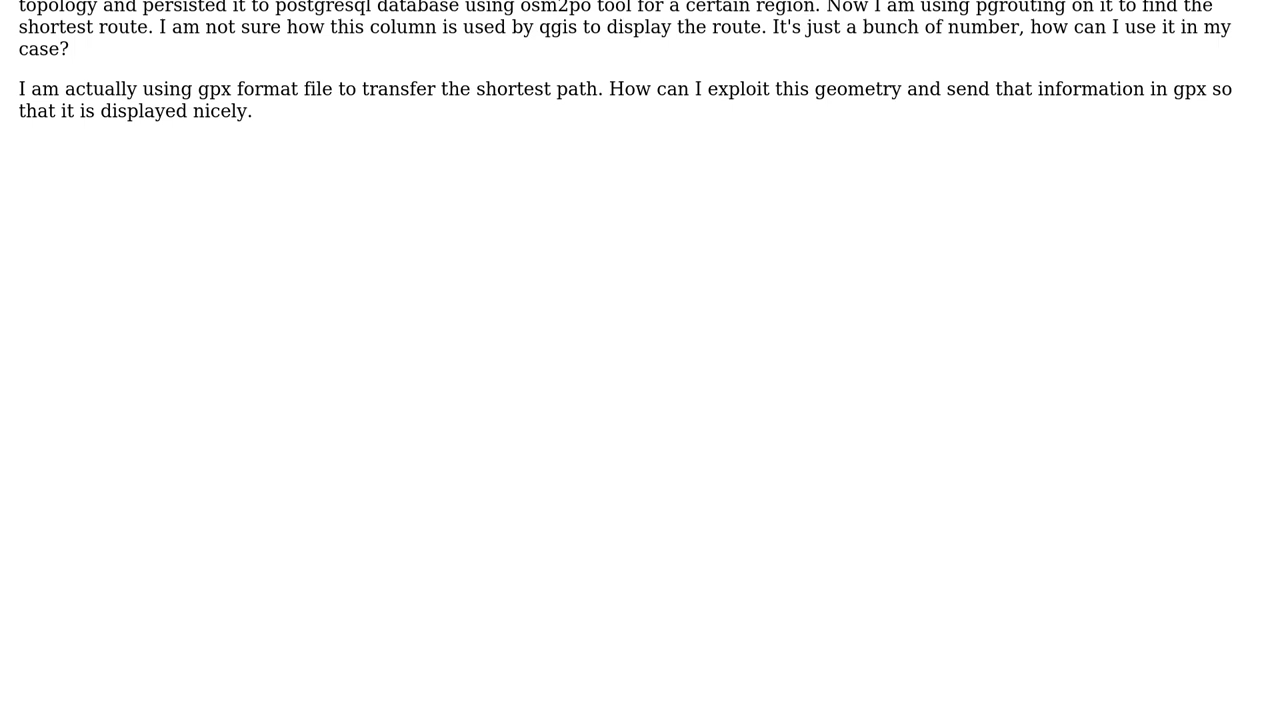 topology and persisted it to postgresql database using osm2po tool for a certain region. Now I am using pgrouting on it to find the
shortest route. I am not sure how this column is used by qgis to display the route. It's just a bunch of number, how can I use it in my
case?
I am actually using gpx format file to transfer the shortest path. How can I exploit this geometry and send that information in gpx so
that it is displayed nicely.